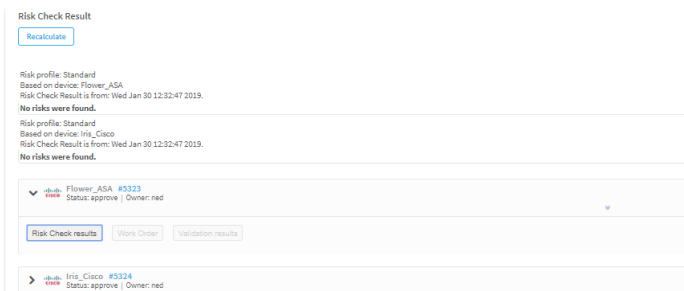 Risk Check Result
Recalculate
Risk profile: Standard
Based on device: Flower_ASA
Risk Check Result is from: Wed Jan 30 12:32:47 2019.
No risks were found.
Risk profile: Standard
Based on device: Iris_Cisco
Risk Check Result is from: Wed Jan 30 12:32:47 2019.
No risks were found.
CISCO Flower_ASA #5323
Status: approve | Owner: ned
Risk Check results Work Order Validation results
CISCO Iris_Cisco #5324
Status: approve | Owner: ned